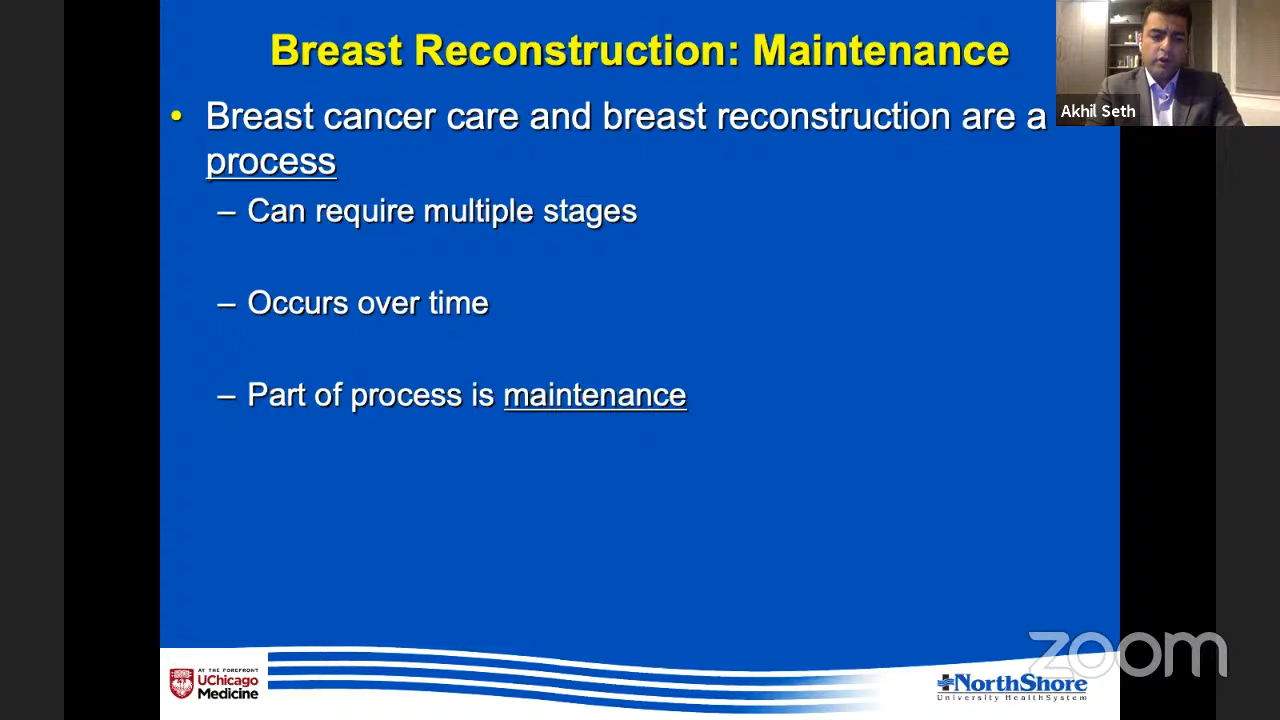 Breast Reconstruction: Maintenance
Akhil Seth
• Breast cancer care and breast reconstruction are a
process
– Can require multiple stages
– Occurs over time
– Part of process is maintenance
AT THE FOREFRONT
UChicago
Medicine
NorthShore
University HealthSystem
zoom